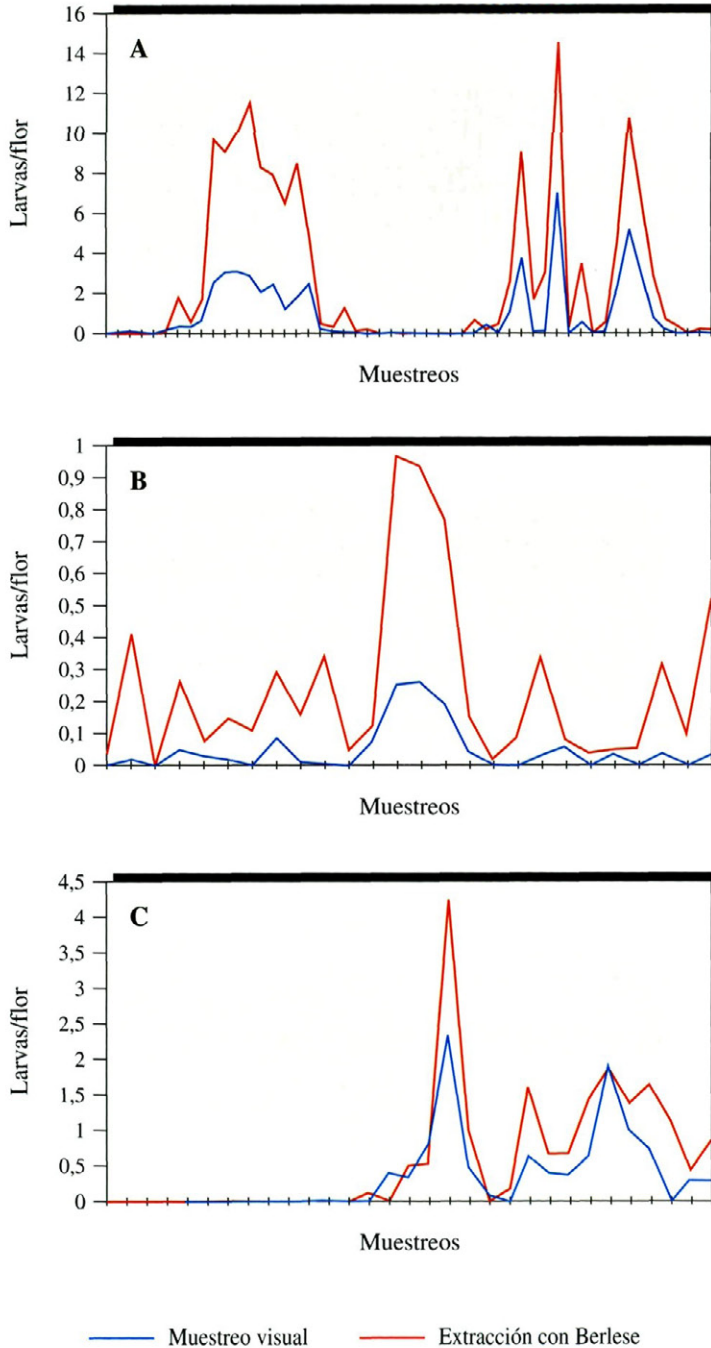 A
Larvas/flor
16
14
12
10
8
6
4
2
0
Muestreos
B
Larvas/flor
1
0,9
0,8
0,7
0,6
0,5
0,4
0,3
0,2
0,1
0
Muestreos
C
Larvas/flor
4,5
4
3,5
3
2,5
2
1,5
1
0,5
0
Muestreos
Muestreo visual
Extracción con Berlese